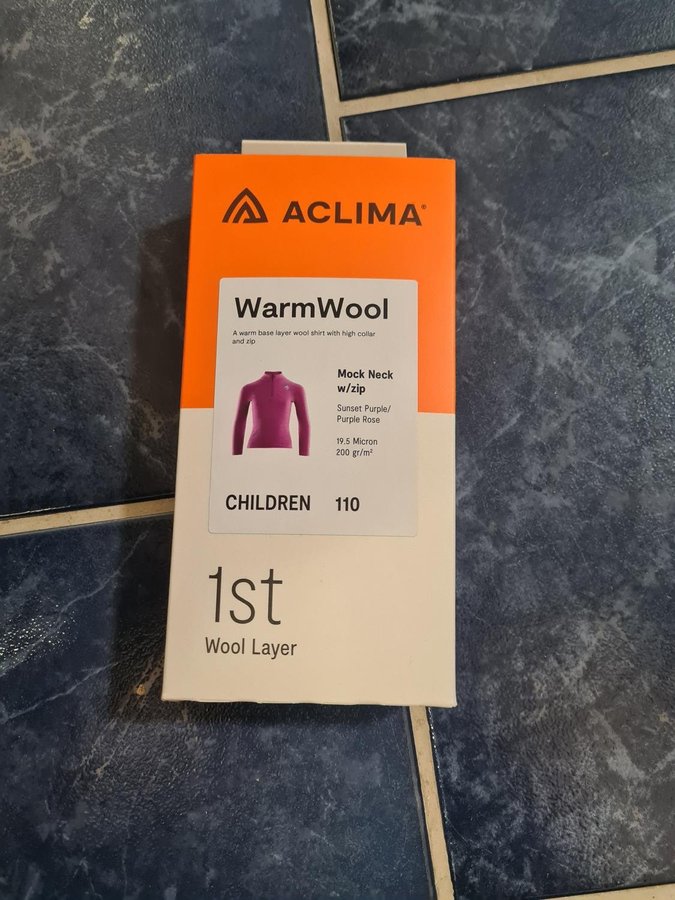 ACLIMA®
WarmWool
A warm base layer wool shirt with high collar
and zip
Mock Neck
w/zip
Sunset Purple/
Purple Rose
19.5 Micron
200 gr/m²
CHILDREN 110
1st
Wool Layer